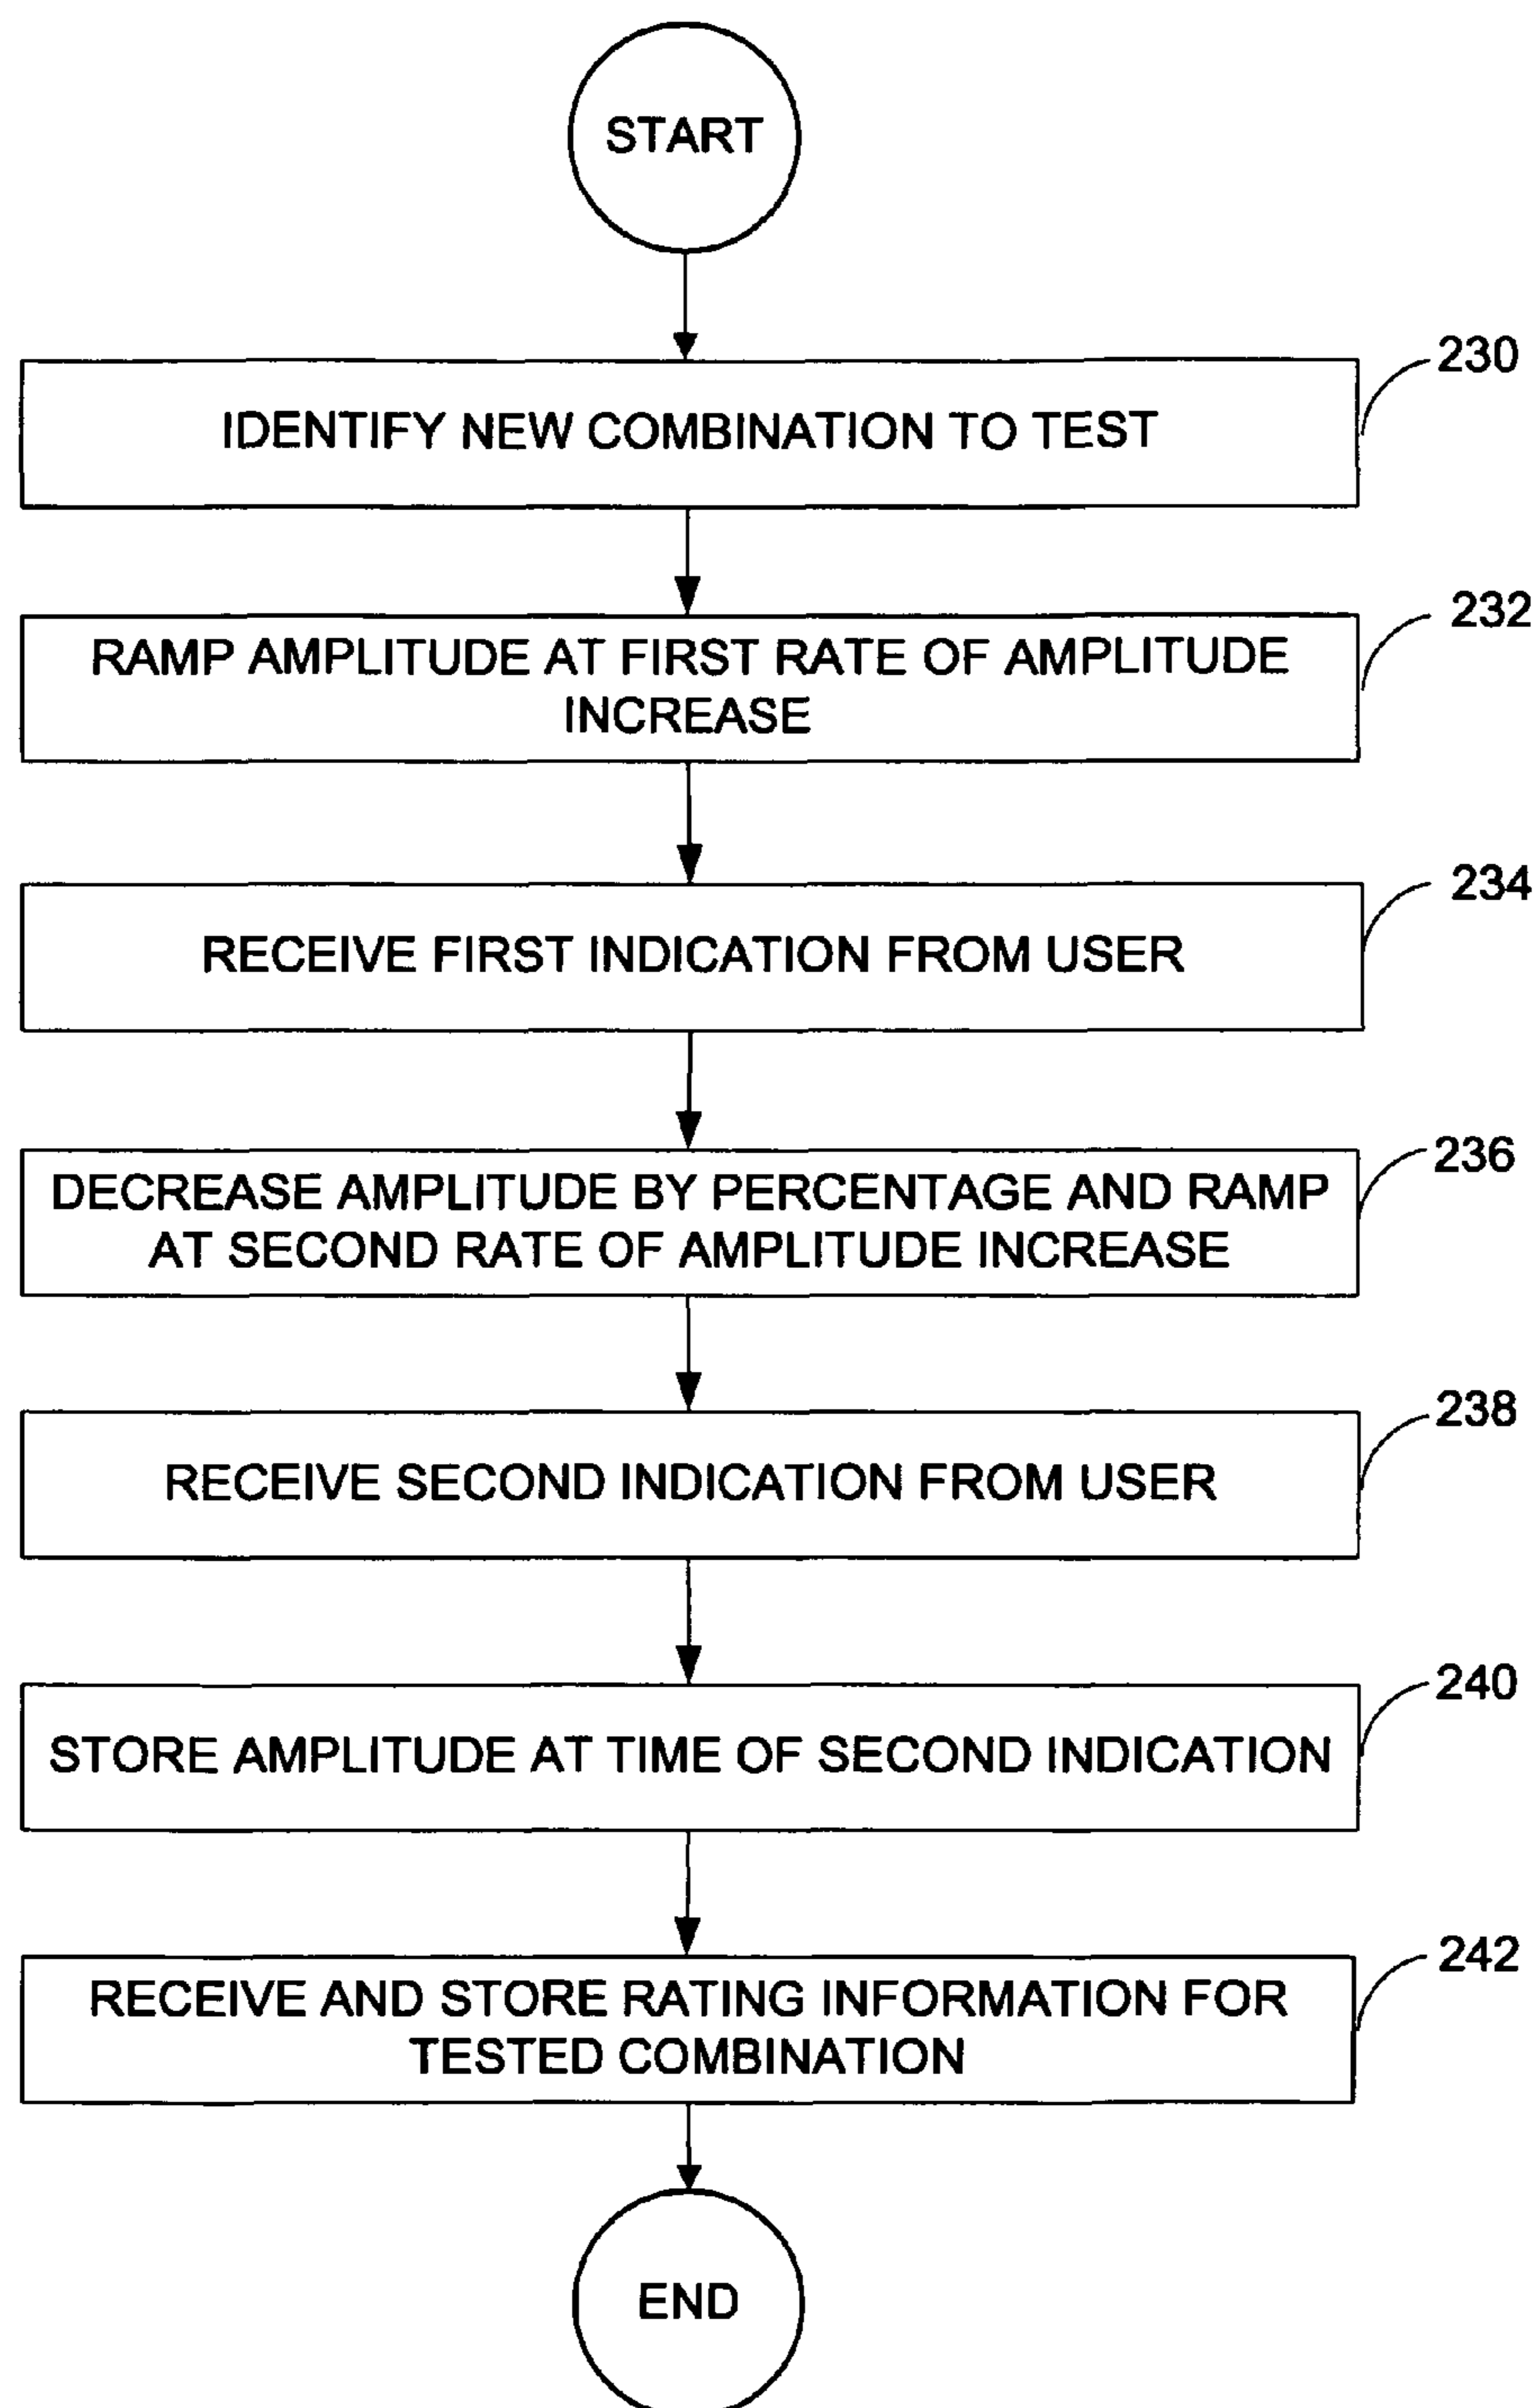 START
230
IDENTIFY NEW COMBINATION TO TEST
232
RAMP AMPLITUDE AT FIRST RATE OF AMPLITUDE
INCREASE
234
RECEIVE FIRST INDICATION FROM USER
236
DECREASE AMPLITUDE BY PERCENTAGE AND RAMP
AT SECOND RATE OF AMPLITUDE INCREASE
238
RECEIVE SECOND INDICATION FROM USER
240
STORE AMPLITUDE AT TIME OF SECOND INDICATION
242
RECEIVE AND STORE RATING INFORMATION FOR
TESTED COMBINATION
END